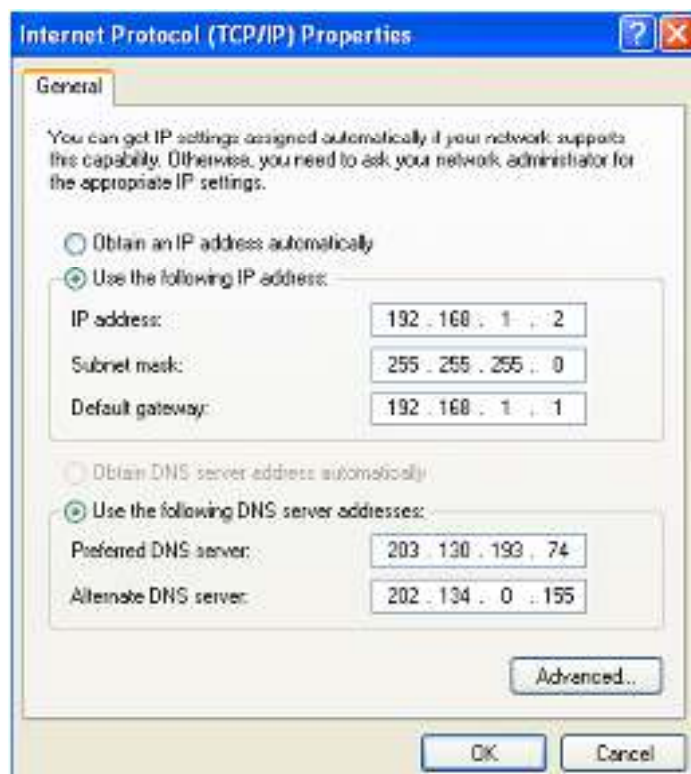 Internet Protocol (TCP/IP) Properties
General
You can get IP settings assigned automatically if your network supports
this capability. Otherwise, you need to ask your network administrator for
the appropriate IP settings.
Obtain an IP address automatically
Use the following IP address:
IP address: 192 . 168 . 1 . 2
Subnet mask: 255 . 255 . 255 . 0
Default gateway: 192 . 168 . 1 . 1
Obtain DNS server address automatically
Use the following DNS server addresses:
Preferred DNS server: 203 . 130 . 193 . 74
Alternate DNS server: 202 . 134 . 0 . 155
Advanced...
OK Cancel